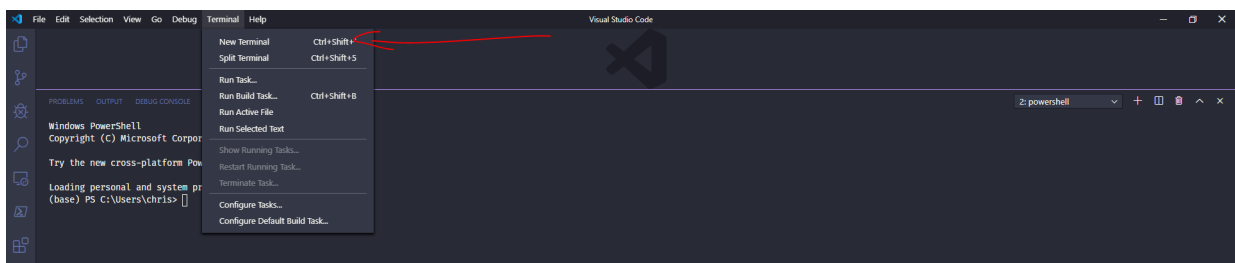 File Edit Selection View Go Debug Terminal Help Visual Studio Code
New Terminal Ctrl+Shift+`
Split Terminal Ctrl+Shift+5
Run Task...
Run Build Task... Ctrl+Shift+B
Run Active File
Run Selected Text
Show Running Tasks...
Restart Running Task...
Terminate Task...
Configure Tasks...
Configure Default Build Task...
PROBLEMS OUTPUT DEBUG CONSOLE 2: powershell
Windows PowerShell
Copyright (C) Microsoft Corpor
Try the new cross-platform Pow
Loading personal and system pr
(base) PS C:\Users\chris>